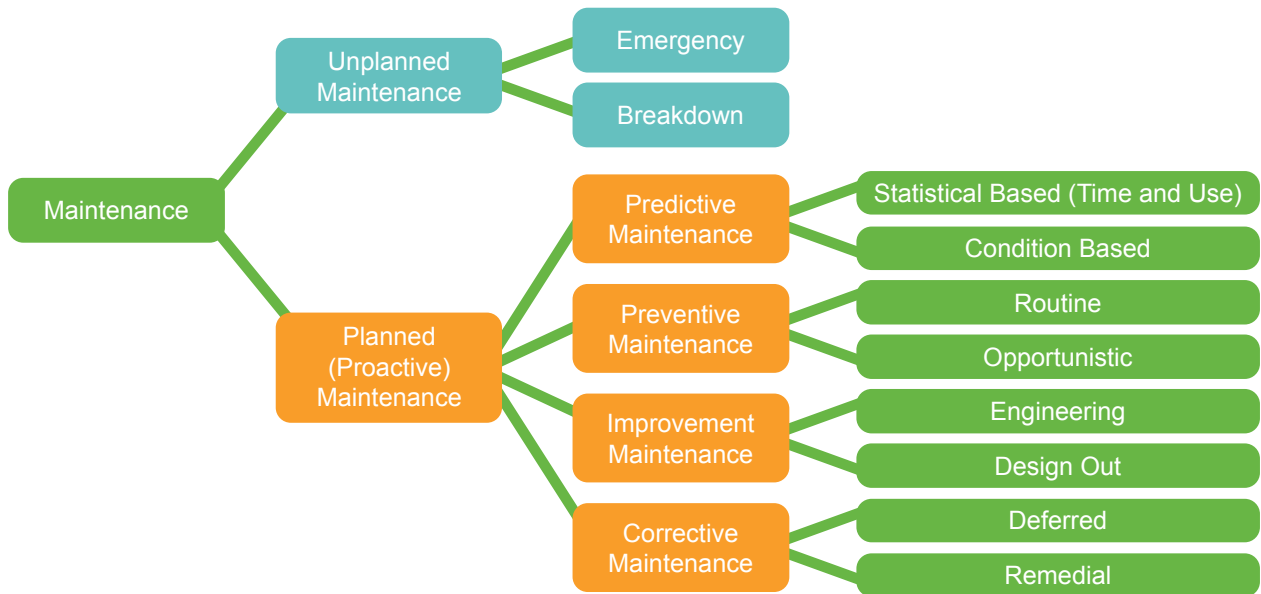 Maintenance
Unplanned
Maintenance
Emergency
Breakdown
Planned
(Proactive)
Maintenance
Predictive
Maintenance
Statistical Based (Time and Use)
Condition Based
Preventive
Maintenance
Routine
Opportunistic
Improvement
Maintenance
Engineering
Design Out
Corrective
Maintenance
Deferred
Remedial